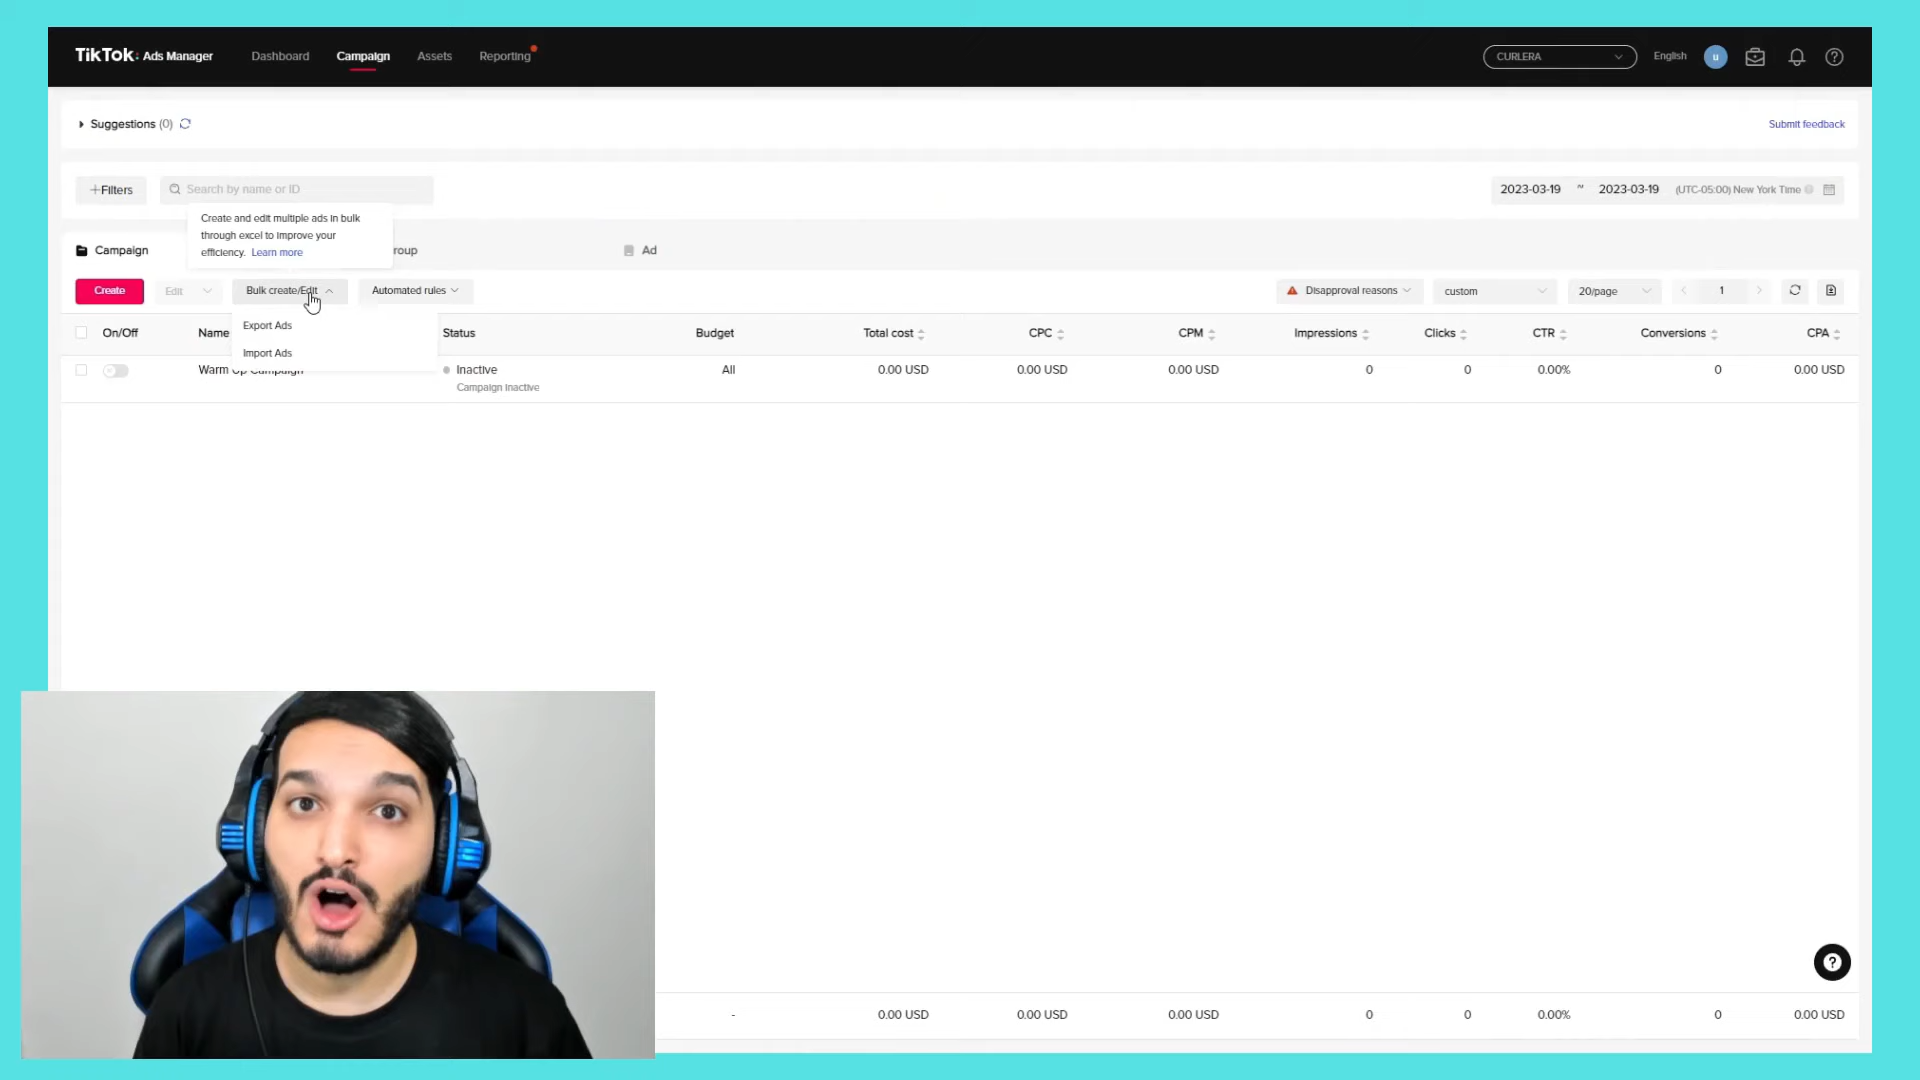 TikTok: Ads Manager Dashboard Campaign Assets Reporting CURLERA English u
Suggestions (0) Submit feedback
+Filters Search by name or ID 2023-03-19 ~ 2023-03-19 (UTC-05:00) New York Time
Create and edit multiple ads in bulk
through excel to improve your
efficiency. Learn more
Campaign roup Ad
Create Edit Bulk create/Edit Automated rules Disapproval reasons custom 20/page 1
Export Ads
Import Ads
On/Off Name Status Budget Total cost CPC CPM Impressions Clicks CTR Conversions CPA
Warm Up Campaign Inactive All 0.00 USD 0.00 USD 0.00 USD 0 0 0.00% 0 0.00 USD
Campaign Inactive
- 0.00 USD 0.00 USD 0.00 USD 0 0 0.00% 0 0.00 USD